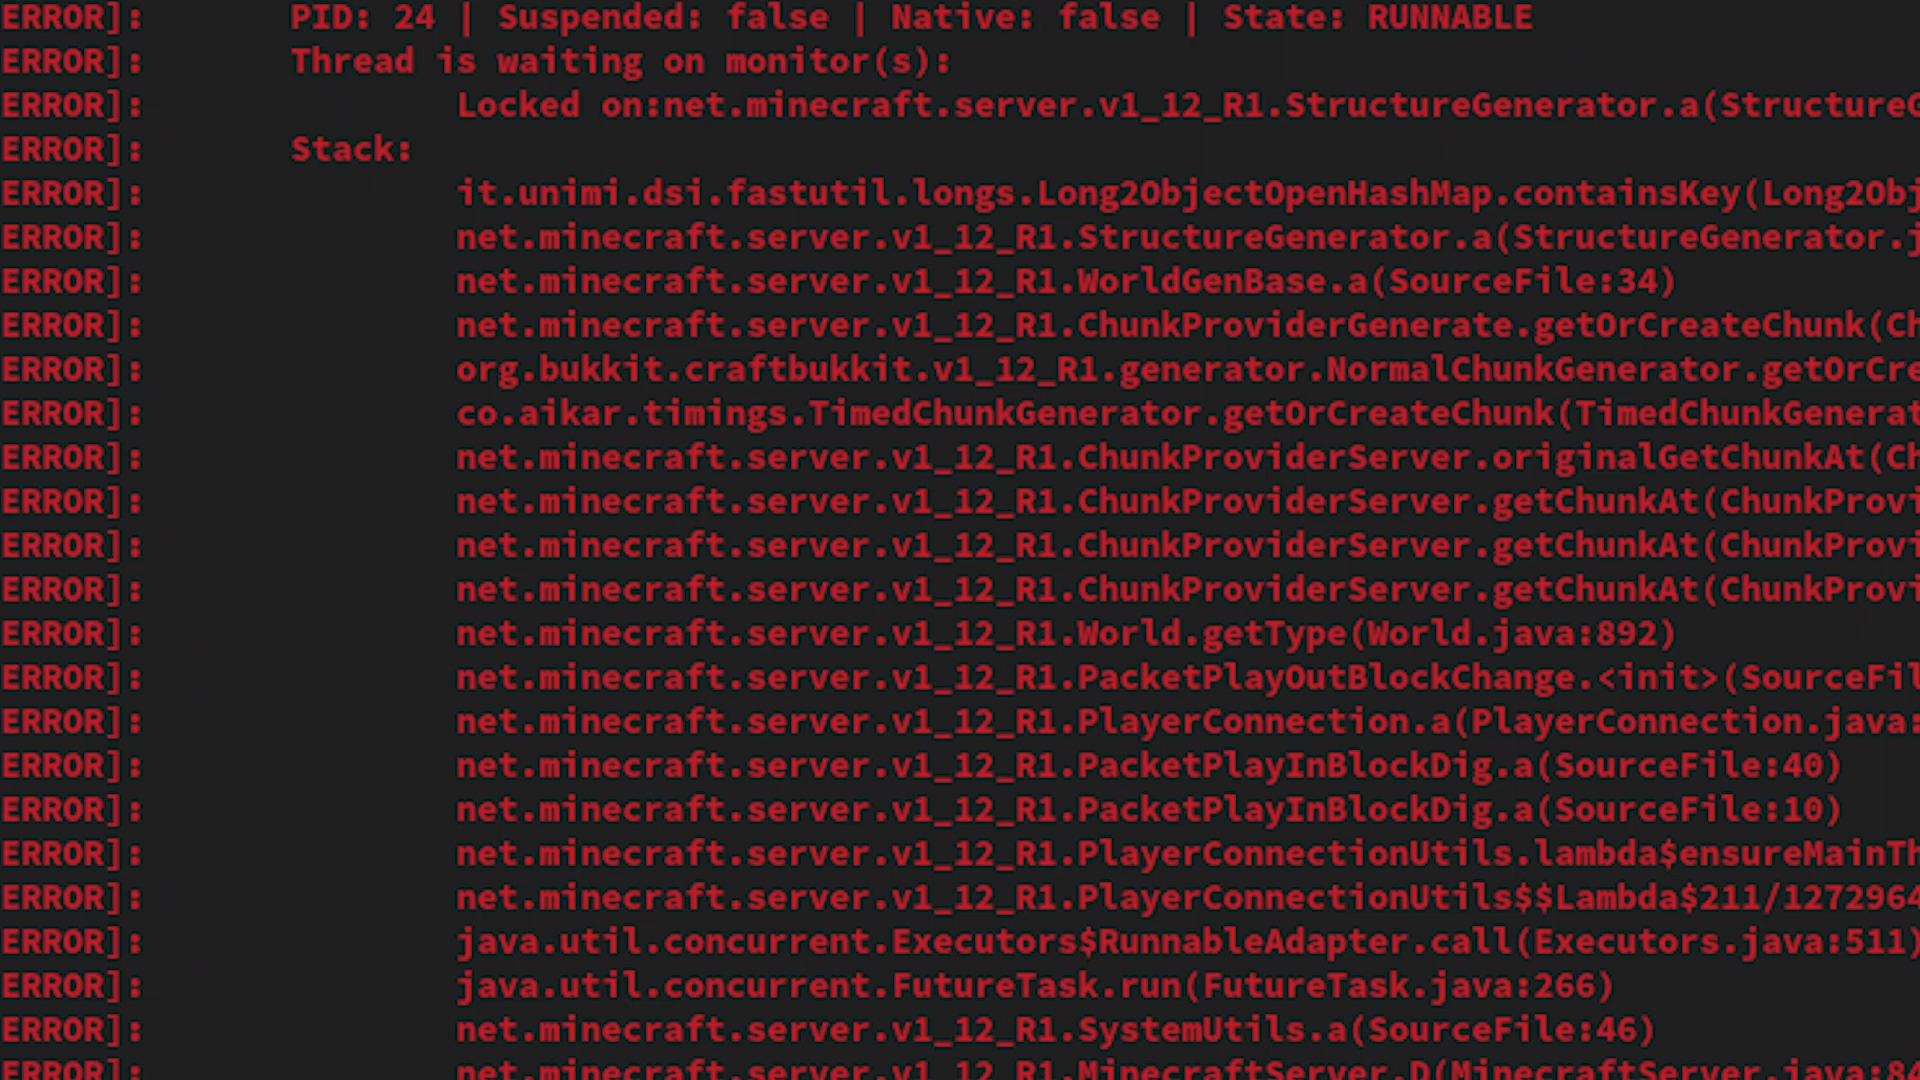 ERROR]: PID: 24 | Suspended: false | Native: false | State: RUNNABLE
ERROR]: Thread is waiting on monitor(s):
ERROR]: Locked on:net.minecraft.server.v1_12_R1.StructureGenerator.a(StructureG
ERROR]: Stack:
ERROR]: it.unimi.dsi.fastutil.longs.Long2ObjectOpenHashMap.containsKey(Long2Obj
ERROR]: net.minecraft.server.v1_12_R1.StructureGenerator.a(StructureGenerator.j
ERROR]: net.minecraft.server.v1_12_R1.WorldGenBase.a(SourceFile:34)
ERROR]: net.minecraft.server.v1_12_R1.ChunkProviderGenerate.getOrCreateChunk(Ch
ERROR]: org.bukkit.craftbukkit.v1_12_R1.generator.NormalChunkGenerator.getOrCre
ERROR]: co.aikar.timings.TimedChunkGenerator.getOrCreateChunk(TimedChunkGenerat
ERROR]: net.minecraft.server.v1_12_R1.ChunkProviderServer.originalGetChunkAt(Ch
ERROR]: net.minecraft.server.v1_12_R1.ChunkProviderServer.getChunkAt(ChunkProvi
ERROR]: net.minecraft.server.v1_12_R1.ChunkProviderServer.getChunkAt(ChunkProvi
ERROR]: net.minecraft.server.v1_12_R1.ChunkProviderServer.getChunkAt(ChunkProvi
ERROR]: net.minecraft.server.v1_12_R1.World.getType(World.java:892)
ERROR]: net.minecraft.server.v1_12_R1.PacketPlayOutBlockChange.<init>(SourceFil
ERROR]: net.minecraft.server.v1_12_R1.PlayerConnection.a(PlayerConnection.java:
ERROR]: net.minecraft.server.v1_12_R1.PacketPlayInBlockDig.a(SourceFile:40)
ERROR]: net.minecraft.server.v1_12_R1.PacketPlayInBlockDig.a(SourceFile:10)
ERROR]: net.minecraft.server.v1_12_R1.PlayerConnectionUtils.lambda$ensureMainTh
ERROR]: net.minecraft.server.v1_12_R1.PlayerConnectionUtils$$Lambda$211/1272964
ERROR]: java.util.concurrent.Executors$RunnableAdapter.call(Executors.java:511)
ERROR]: java.util.concurrent.FutureTask.run(FutureTask.java:266)
ERROR]: net.minecraft.server.v1_12_R1.SystemUtils.a(SourceFile:46)
ERROR]: net.minecraft.server.v1_12_R1.MinecraftServer.D(MinecraftServer.java:84